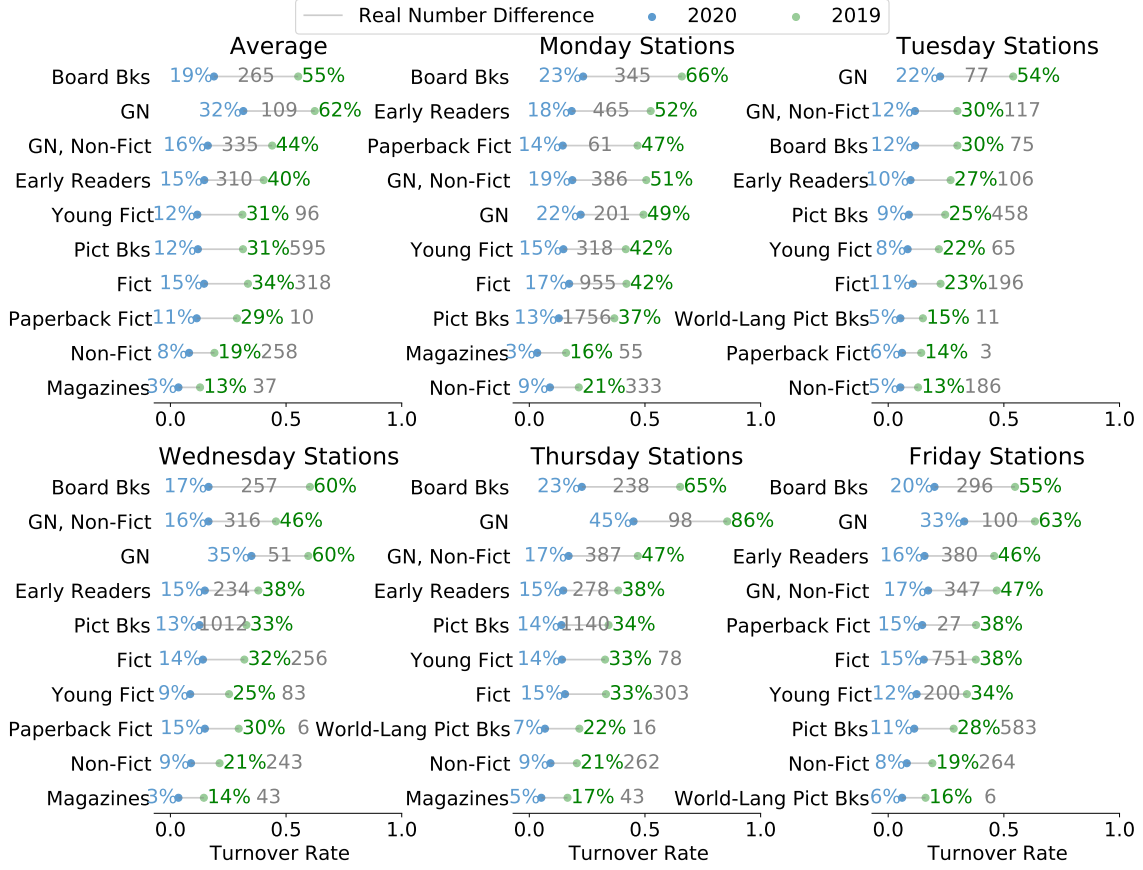 Real Number Difference 2020 2019
Average
Board Bks 19% 265 55%
GN 32% 109 62%
GN, Non-Fict 16% 335 44%
Early Readers 15% 310 40%
Young Fict 12% 31% 96
Pict Bks 12% 31% 595
Fict 15% 34% 318
Paperback Fict 11% 29% 10
Non-Fict 8% 19% 258
Magazines 3% 13% 37
0.0 0.5 1.0
Monday Stations
Board Bks 23% 345 66%
Early Readers 18% 465 52%
Paperback Fict 14% 61 47%
GN, Non-Fict 19% 386 51%
GN 22% 201 49%
Young Fict 15% 318 42%
Fict 17% 955 42%
Pict Bks 13% 1756 37%
Magazines 3% 16% 55
Non-Fict 9% 21% 333
0.0 0.5 1.0
Tuesday Stations
GN 22% 77 54%
GN, Non-Fict 12% 30% 117
Board Bks 12% 30% 75
Early Readers 10% 27% 106
Pict Bks 9% 25% 458
Young Fict 8% 22% 65
Fict 11% 23% 196
World-Lang Pict Bks 5% 15% 11
Paperback Fict 6% 14% 3
Non-Fict 5% 13% 186
0.0 0.5 1.0
Wednesday Stations
Board Bks 17% 257 60%
GN, Non-Fict 16% 316 46%
GN 35% 51 60%
Early Readers 15% 234 38%
Pict Bks 13% 1012 33%
Fict 14% 32% 256
Young Fict 9% 25% 83
Paperback Fict 15% 30% 6
Non-Fict 9% 21% 243
Magazines 3% 14% 43
0.0 0.5 1.0
Turnover Rate
Thursday Stations
Board Bks 23% 238 65%
GN 45% 98 86%
GN, Non-Fict 17% 387 47%
Early Readers 15% 278 38%
Pict Bks 14% 1140 34%
Young Fict 14% 33% 78
Fict 15% 33% 303
World-Lang Pict Bks 7% 22% 16
Non-Fict 9% 21% 262
Magazines 5% 17% 43
0.0 0.5 1.0
Turnover Rate
Friday Stations
Board Bks 20% 296 55%
GN 33% 100 63%
Early Readers 16% 380 46%
GN, Non-Fict 17% 347 47%
Paperback Fict 15% 27 38%
Fict 15% 751 38%
Young Fict 12% 200 34%
Pict Bks 11% 28% 583
Non-Fict 8% 19% 264
World-Lang Pict Bks 6% 16% 6
0.0 0.5 1.0
Turnover Rate